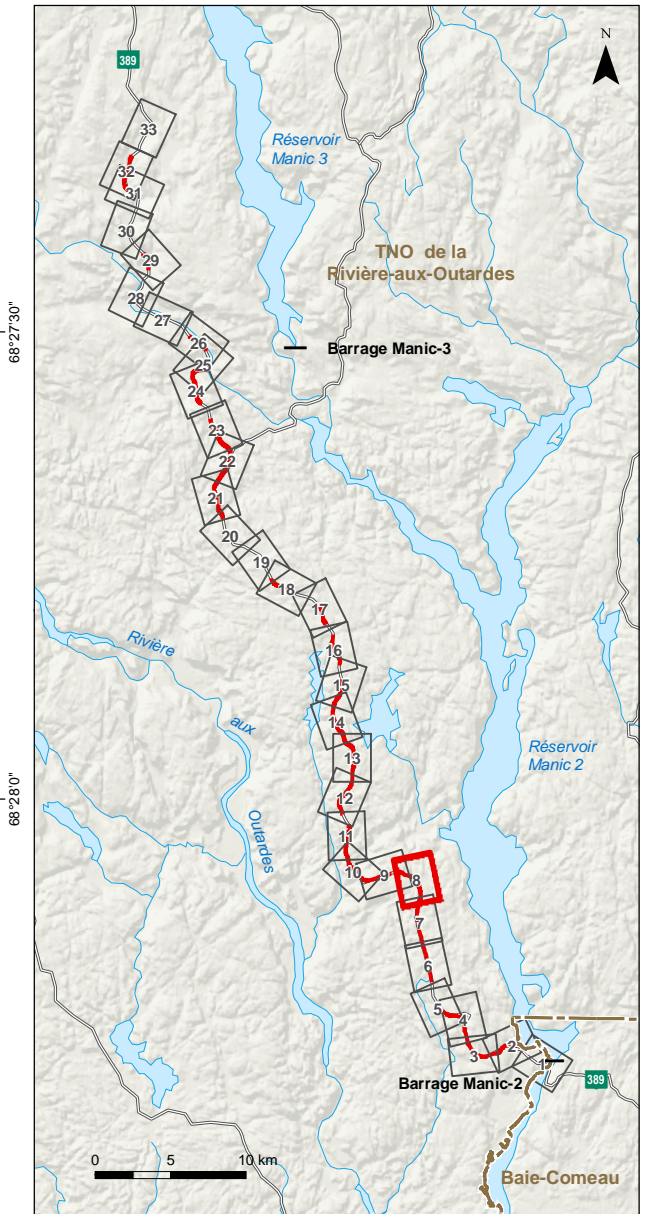 N
389
33
Réservoir
Manic 3
32
31
TNO de la
Rivière-aux-Outardes
30
29
28
27
68°27'30"
26
Barrage Manic-3
25
24
23
22
21
20
19
18
17
Rivière
16
15
aux
14
Réservoir
Manic 2
13
68°28'0"
12
Outardes
11
10
9
8
7
6
5
4
3
2
1
Barrage Manic-2
389
0 5 10 km
Baie-Comeau